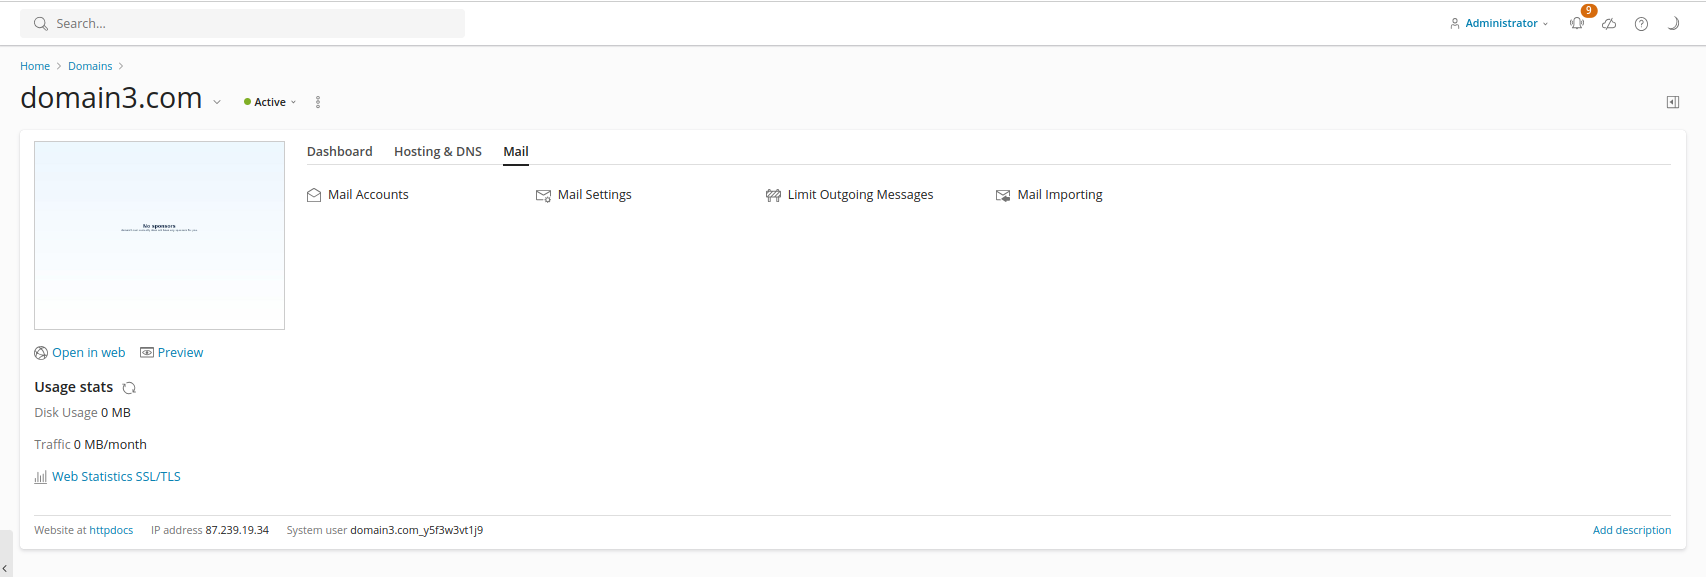 Search...
Administrator
9
Home > Domains >
domain3.com
Active
Dashboard Hosting & DNS Mail
Mail Accounts Mail Settings Limit Outgoing Messages Mail Importing
No sponsors
Open in web Preview
Usage stats
Disk Usage 0 MB
Traffic 0 MB/month
Web Statistics SSL/TLS
Website at httpdocs IP address 87.239.19.34 System user domain3.com_y5f3w3vt1j9 Add description